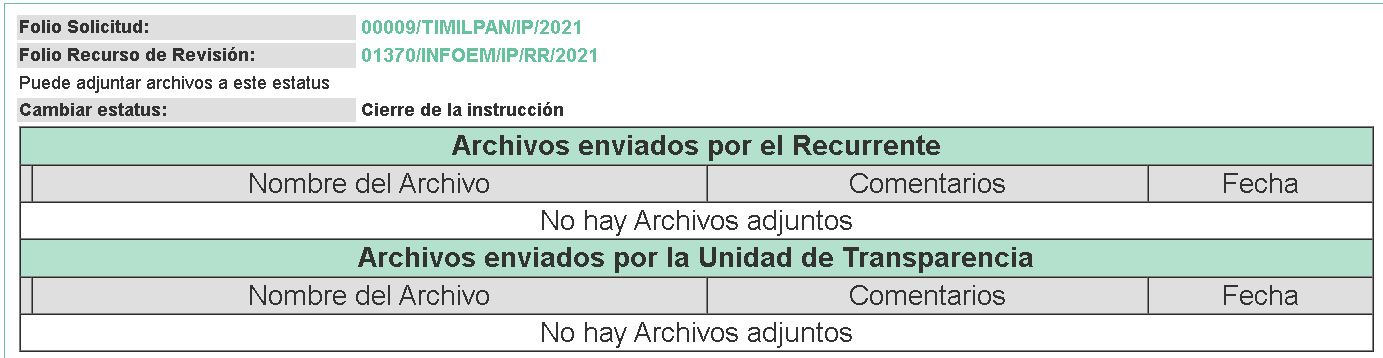 Folio Solicitud: 00009/TIMILPAN/IP/2021
Folio Recurso de Revisión: 01370/INFOEM/IP/RR/2021
Puede adjuntar archivos a este estatus
Cambiar estatus: Cierre de la instrucción
Archivos enviados por el Recurrente
Nombre del Archivo Comentarios Fecha
No hay Archivos adjuntos
Archivos enviados por la Unidad de Transparencia
Nombre del Archivo Comentarios Fecha
No hay Archivos adjuntos